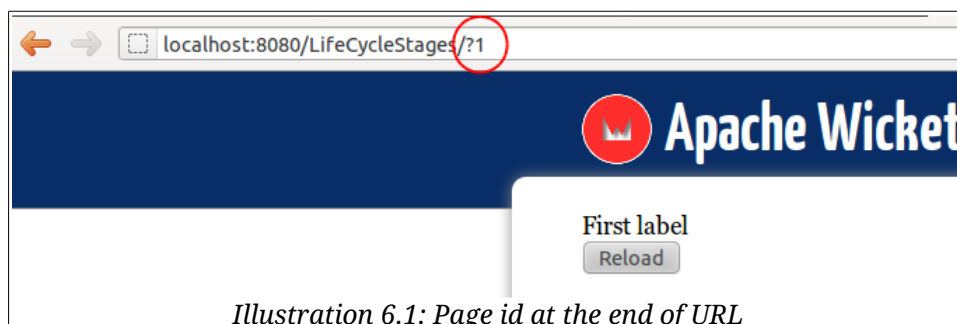 localhost:8080/LifeCycleStages/?1
Apache Wicket
First label
Reload
Illustration 6.1: Page id at the end of URL